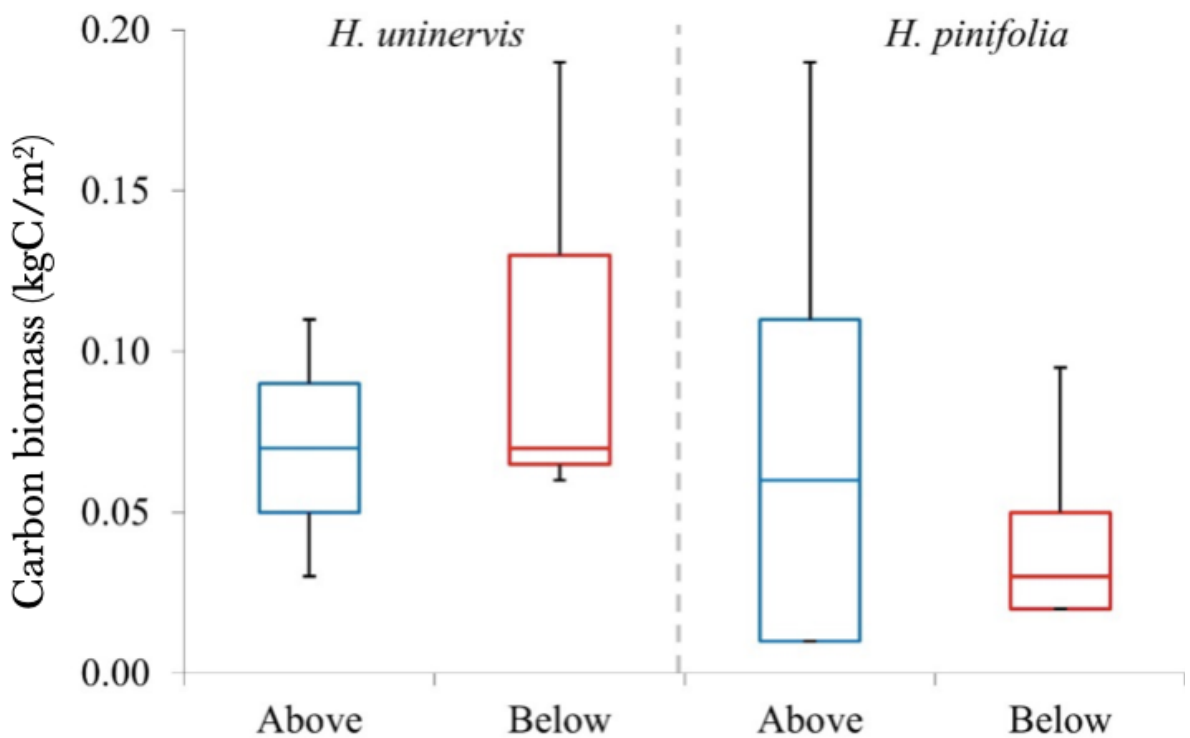 H. uninervis
H. pinifolia
Carbon biomass (kgC/m²)
0.20
0.15
0.10
0.05
0.00
Above
Below
Above
Below